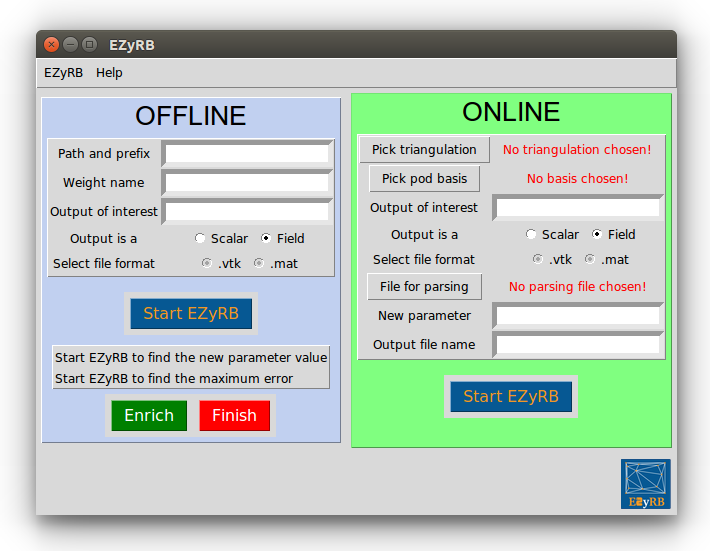 EZyRB
EZyRB Help
OFFLINE
Path and prefix
Weight name
Output of interest
Output is a Scalar Field
Select file format .vtk .mat
Start EZyRB
Start EZyRB to find the new parameter value
Start EZyRB to find the maximum error
Enrich Finish
ONLINE
Pick triangulation No triangulation chosen!
Pick pod basis No basis chosen!
Output of interest
Output is a Scalar Field
Select file format .vtk .mat
File for parsing No parsing file chosen!
New parameter
Output file name
Start EZyRB
EZyRB